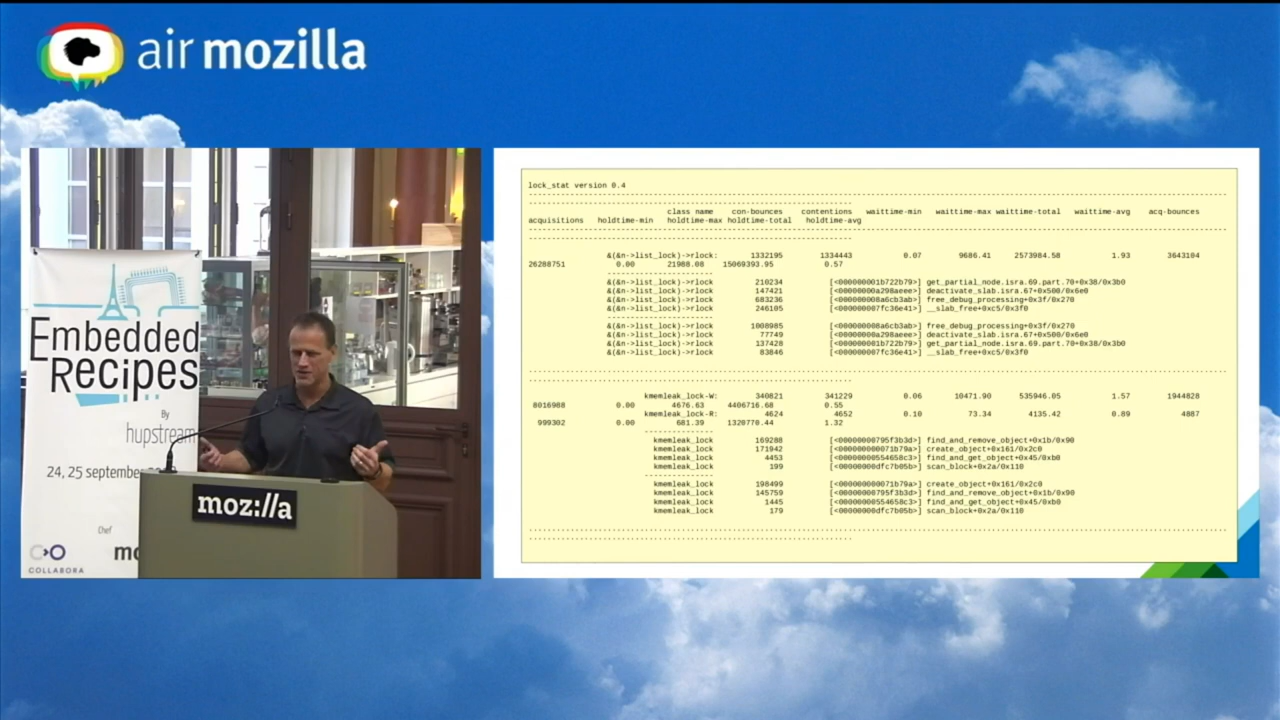 air mozilla
Embedded
Recipes
By
hupstream
24, 25 september
Chef
COLLABORA
moz://a
lock_stat version 0.4
class name con-bounces contentions waittime-min waittime-max waittime-total waittime-avg acq-bounces
acquisitions holdtime-min holdtime-max holdtime-total holdtime-avg
&(&n->list_lock)->rlock: 1332195 1334443 0.07 9686.41 2573984.58 1.93 3643104
26288751 0.00 21988.08 15069393.95 0.57
---------------------
&(&n->list_lock)->rlock 210234 [<000000001b722b79>] get_partial_node.isra.69.part.70+0x38/0x3b0
&(&n->list_lock)->rlock 147421 [<00000000a298aeee>] deactivate_slab.isra.67+0x500/0x6e0
&(&n->list_lock)->rlock 683236 [<000000008a6cb3ab>] free_debug_processing+0x3f/0x270
&(&n->list_lock)->rlock 246105 [<000000007fc36e41>] __slab_free+0xc5/0x3f0
---------------------
&(&n->list_lock)->rlock 1008985 [<000000008a6cb3ab>] free_debug_processing+0x3f/0x270
&(&n->list_lock)->rlock 77749 [<00000000a298aeee>] deactivate_slab.isra.67+0x500/0x6e0
&(&n->list_lock)->rlock 137428 [<000000001b722b79>] get_partial_node.isra.69.part.70+0x38/0x3b0
&(&n->list_lock)->rlock 83846 [<000000007fc36e41>] __slab_free+0xc5/0x3f0
kmemleak_lock-W: 340821 341229 0.06 10471.90 535946.05 1.57 1944828
8016988 0.00 4676.63 4406716.68 0.55
kmemleak_lock-R: 4624 4652 0.10 73.34 4135.42 0.89 4887
999302 0.00 681.39 1320770.44 1.32
--------------
kmemleak_lock 169288 [<00000000795f3b3d>] find_and_remove_object+0x1b/0x90
kmemleak_lock 171942 [<000000000071b79a>] create_object+0x161/0x2c0
kmemleak_lock 4453 [<00000000554658c3>] find_and_get_object+0x45/0xb0
kmemleak_lock 199 [<00000000dfc7b05b>] scan_block+0x2a/0x110
--------------
kmemleak_lock 198499 [<000000000071b79a>] create_object+0x161/0x2c0
kmemleak_lock 145759 [<00000000795f3b3d>] find_and_remove_object+0x1b/0x90
kmemleak_lock 1445 [<00000000554658c3>] find_and_get_object+0x45/0xb0
kmemleak_lock 179 [<00000000dfc7b05b>] scan_block+0x2a/0x110